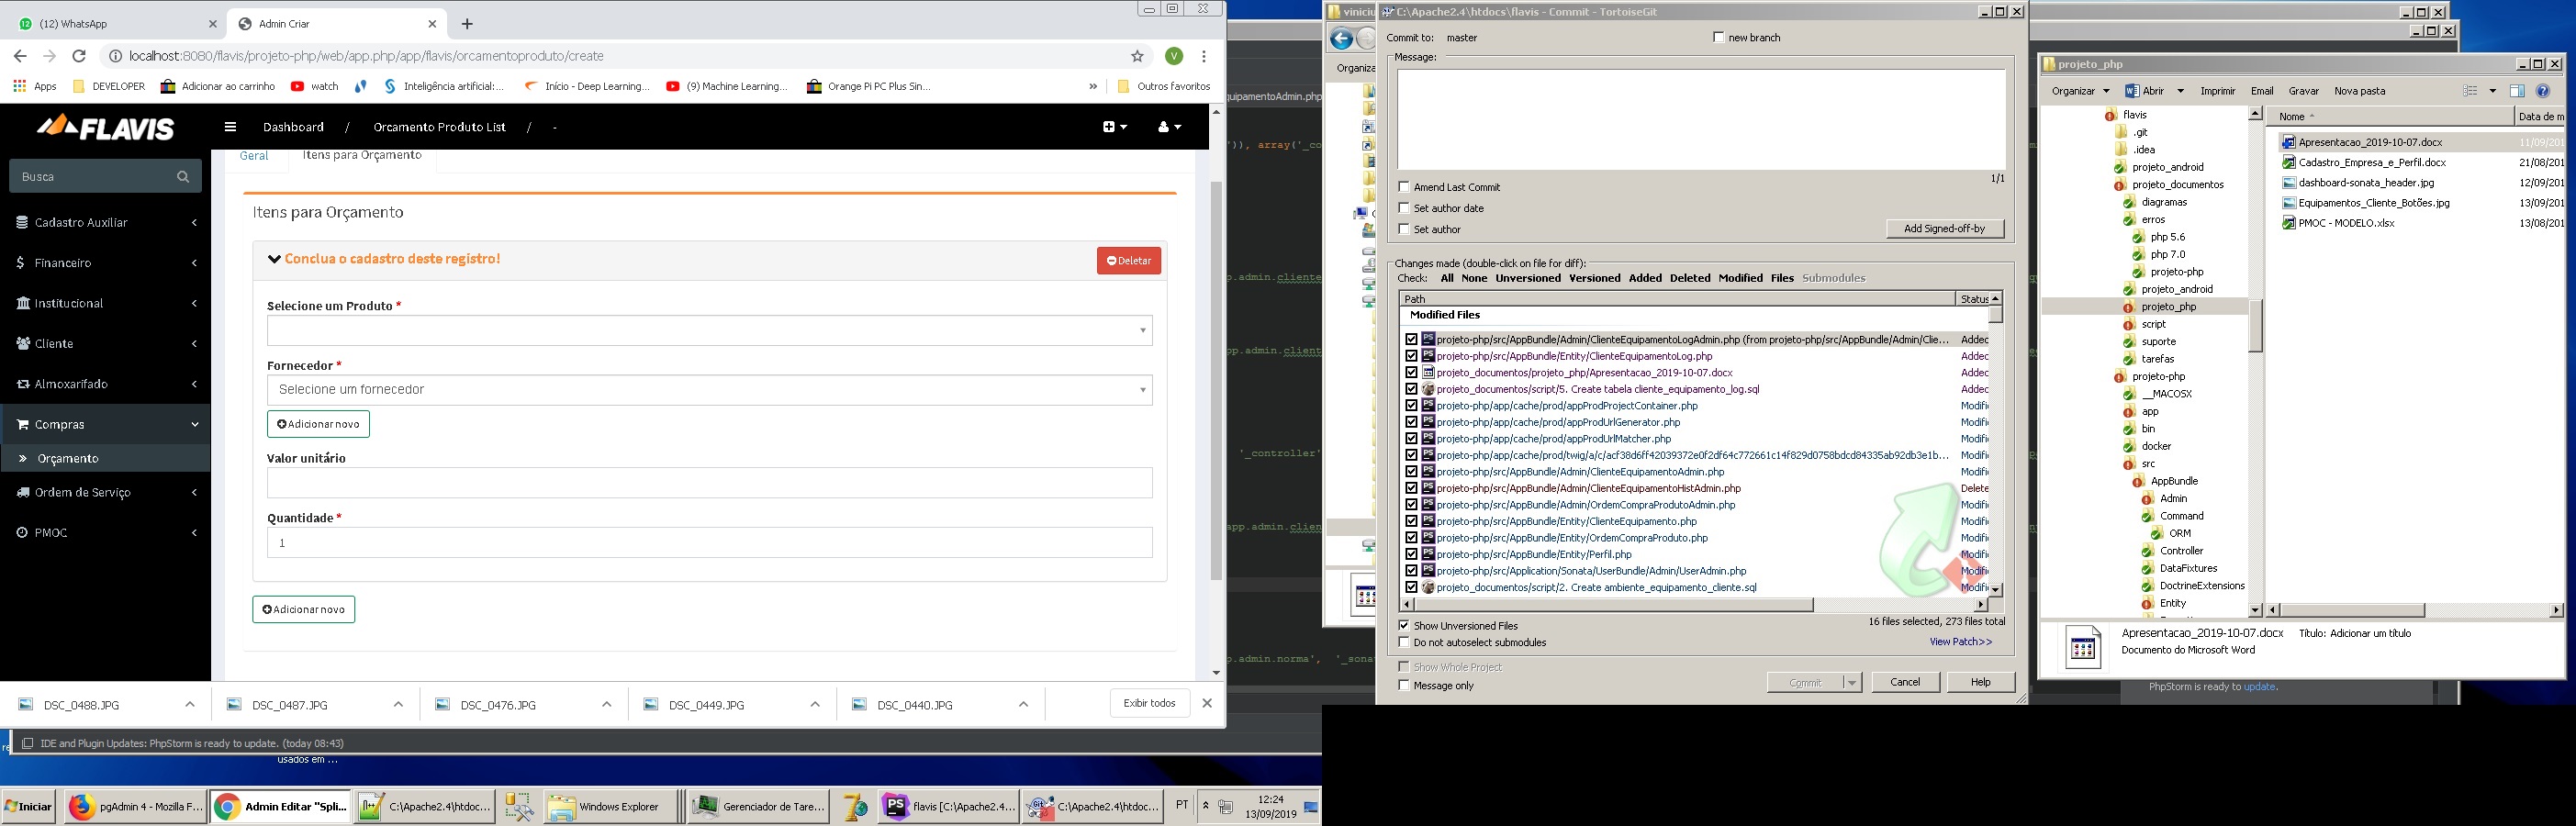 (12) WhatsApp
Admin Criar
localhost:8080/flavis/projeto-php/web/app.php/app/flavis/orcamentoproduto/create
Apps
DEVELOPER
Adicionar ao carrinho
watch
Inteligência artificial:...
Início - Deep Learning...
(9) Machine Learning...
Orange Pi PC Plus Sin...
»
Outros favoritos
FLAVIS
Dashboard / Orcamento Produto List / -
Busca
Cadastro Auxiliar
Financeiro
Institucional
Cliente
Almoxarifado
Compras
Orçamento
Ordem de Serviço
PMOC
Geral
Itens para Orçamento
Itens para Orçamento
Conclua o cadastro deste registro!
Deletar
Selecione um Produto *
Fornecedor *
Selecione um fornecedor
Adicionar novo
Valor unitário
Quantidade *
1
Adicionar novo
DSC_0488.JPG
DSC_0487.JPG
DSC_0476.JPG
DSC_0449.JPG
DSC_0440.JPG
Exibir todos
IDE and Plugin Updates: PhpStorm is ready to update. (today 08:43)
usados em ...
Iniciar
pgAdmin 4 - Mozilla F...
Admin Editar "Spli...
C:\Apache2.4\htdoc...
Windows Explorer
Gerenciador de Tare...
flavis [C:\Apache2.4...
C:\Apache2.4\htdoc...
PT
12:24
13/09/2019
viniciu
Organiza
C:\Apache2.4\htdocs\flavis - Commit - TortoiseGit
Commit to: master
new branch
Message:
1/1
Amend Last Commit
Set author date
Set author
Add Signed-off-by
Changes made (double-click on file for diff):
Check: All None Unversioned Versioned Added Deleted Modified Files Submodules
Path Status
Modified Files
projeto-php/src/AppBundle/Admin/ClienteEquipamentoLogAdmin.php (from projeto-php/src/AppBundle/Admin/Clie... Added
projeto-php/src/AppBundle/Entity/ClienteEquipamentoLog.php Added
projeto_documentos/projeto_php/Apresentacao_2019-10-07.docx Added
projeto_documentos/script/5. Create tabela cliente_equipamento_log.sql Added
projeto-php/app/cache/prod/appProdProjectContainer.php Modifi
projeto-php/app/cache/prod/appProdUrlGenerator.php Modifi
projeto-php/app/cache/prod/appProdUrlMatcher.php Modifi
projeto-php/app/cache/prod/twig/a/c/acf38d6ff42039372e0f2df64c772661c14f829d0758bdcd84335ab92db3e1b... Modifi
projeto-php/src/AppBundle/Admin/ClienteEquipamentoAdmin.php Modifi
projeto-php/src/AppBundle/Admin/ClienteEquipamentoHistAdmin.php Delete
projeto-php/src/AppBundle/Admin/OrdemCompraProdutoAdmin.php Modifi
projeto-php/src/AppBundle/Entity/ClienteEquipamento.php Modifi
projeto-php/src/AppBundle/Entity/OrdemCompraProduto.php Modifi
projeto-php/src/AppBundle/Entity/Perfil.php Modifi
projeto-php/src/Application/Sonata/UserBundle/Admin/UserAdmin.php Modifi
projeto_documentos/script/2. Create ambiente_equipamento_cliente.sql Modifi
Show Unversioned Files
16 files selected, 273 files total
Do not autoselect submodules
View Patch>>
Show Whole Project
Message only
Commit
Cancel
Help
uipamentoAdmin.php
')), array('_co
p.admin.cliente
pp.admin.client
'_controller'
app.admin.clien
p.admin.norma', '_sonat
projeto_php
Organizar
Abrir
Imprimir
Email
Gravar
Nova pasta
flavis
.git
.idea
projeto_android
projeto_documentos
diagramas
erros
php 5.6
php 7.0
projeto-php
projeto_android
projeto_php
script
suporte
tarefas
projeto-php
__MACOSX
app
bin
docker
src
AppBundle
Admin
Command
ORM
Controller
DataFixtures
DoctrineExtensions
Entity
Nome Data de m
Apresentacao_2019-10-07.docx 11/09/201
Cadastro_Empresa_e_Perfil.docx 21/08/201
dashboard-sonata_header.jpg 12/09/201
Equipamentos_Cliente_Botões.jpg 13/09/201
PMOC - MODELO.xlsx 13/08/201
Apresentacao_2019-10-07.docx Título: Adicionar um título
Documento do Microsoft Word
PhpStorm is ready to update.